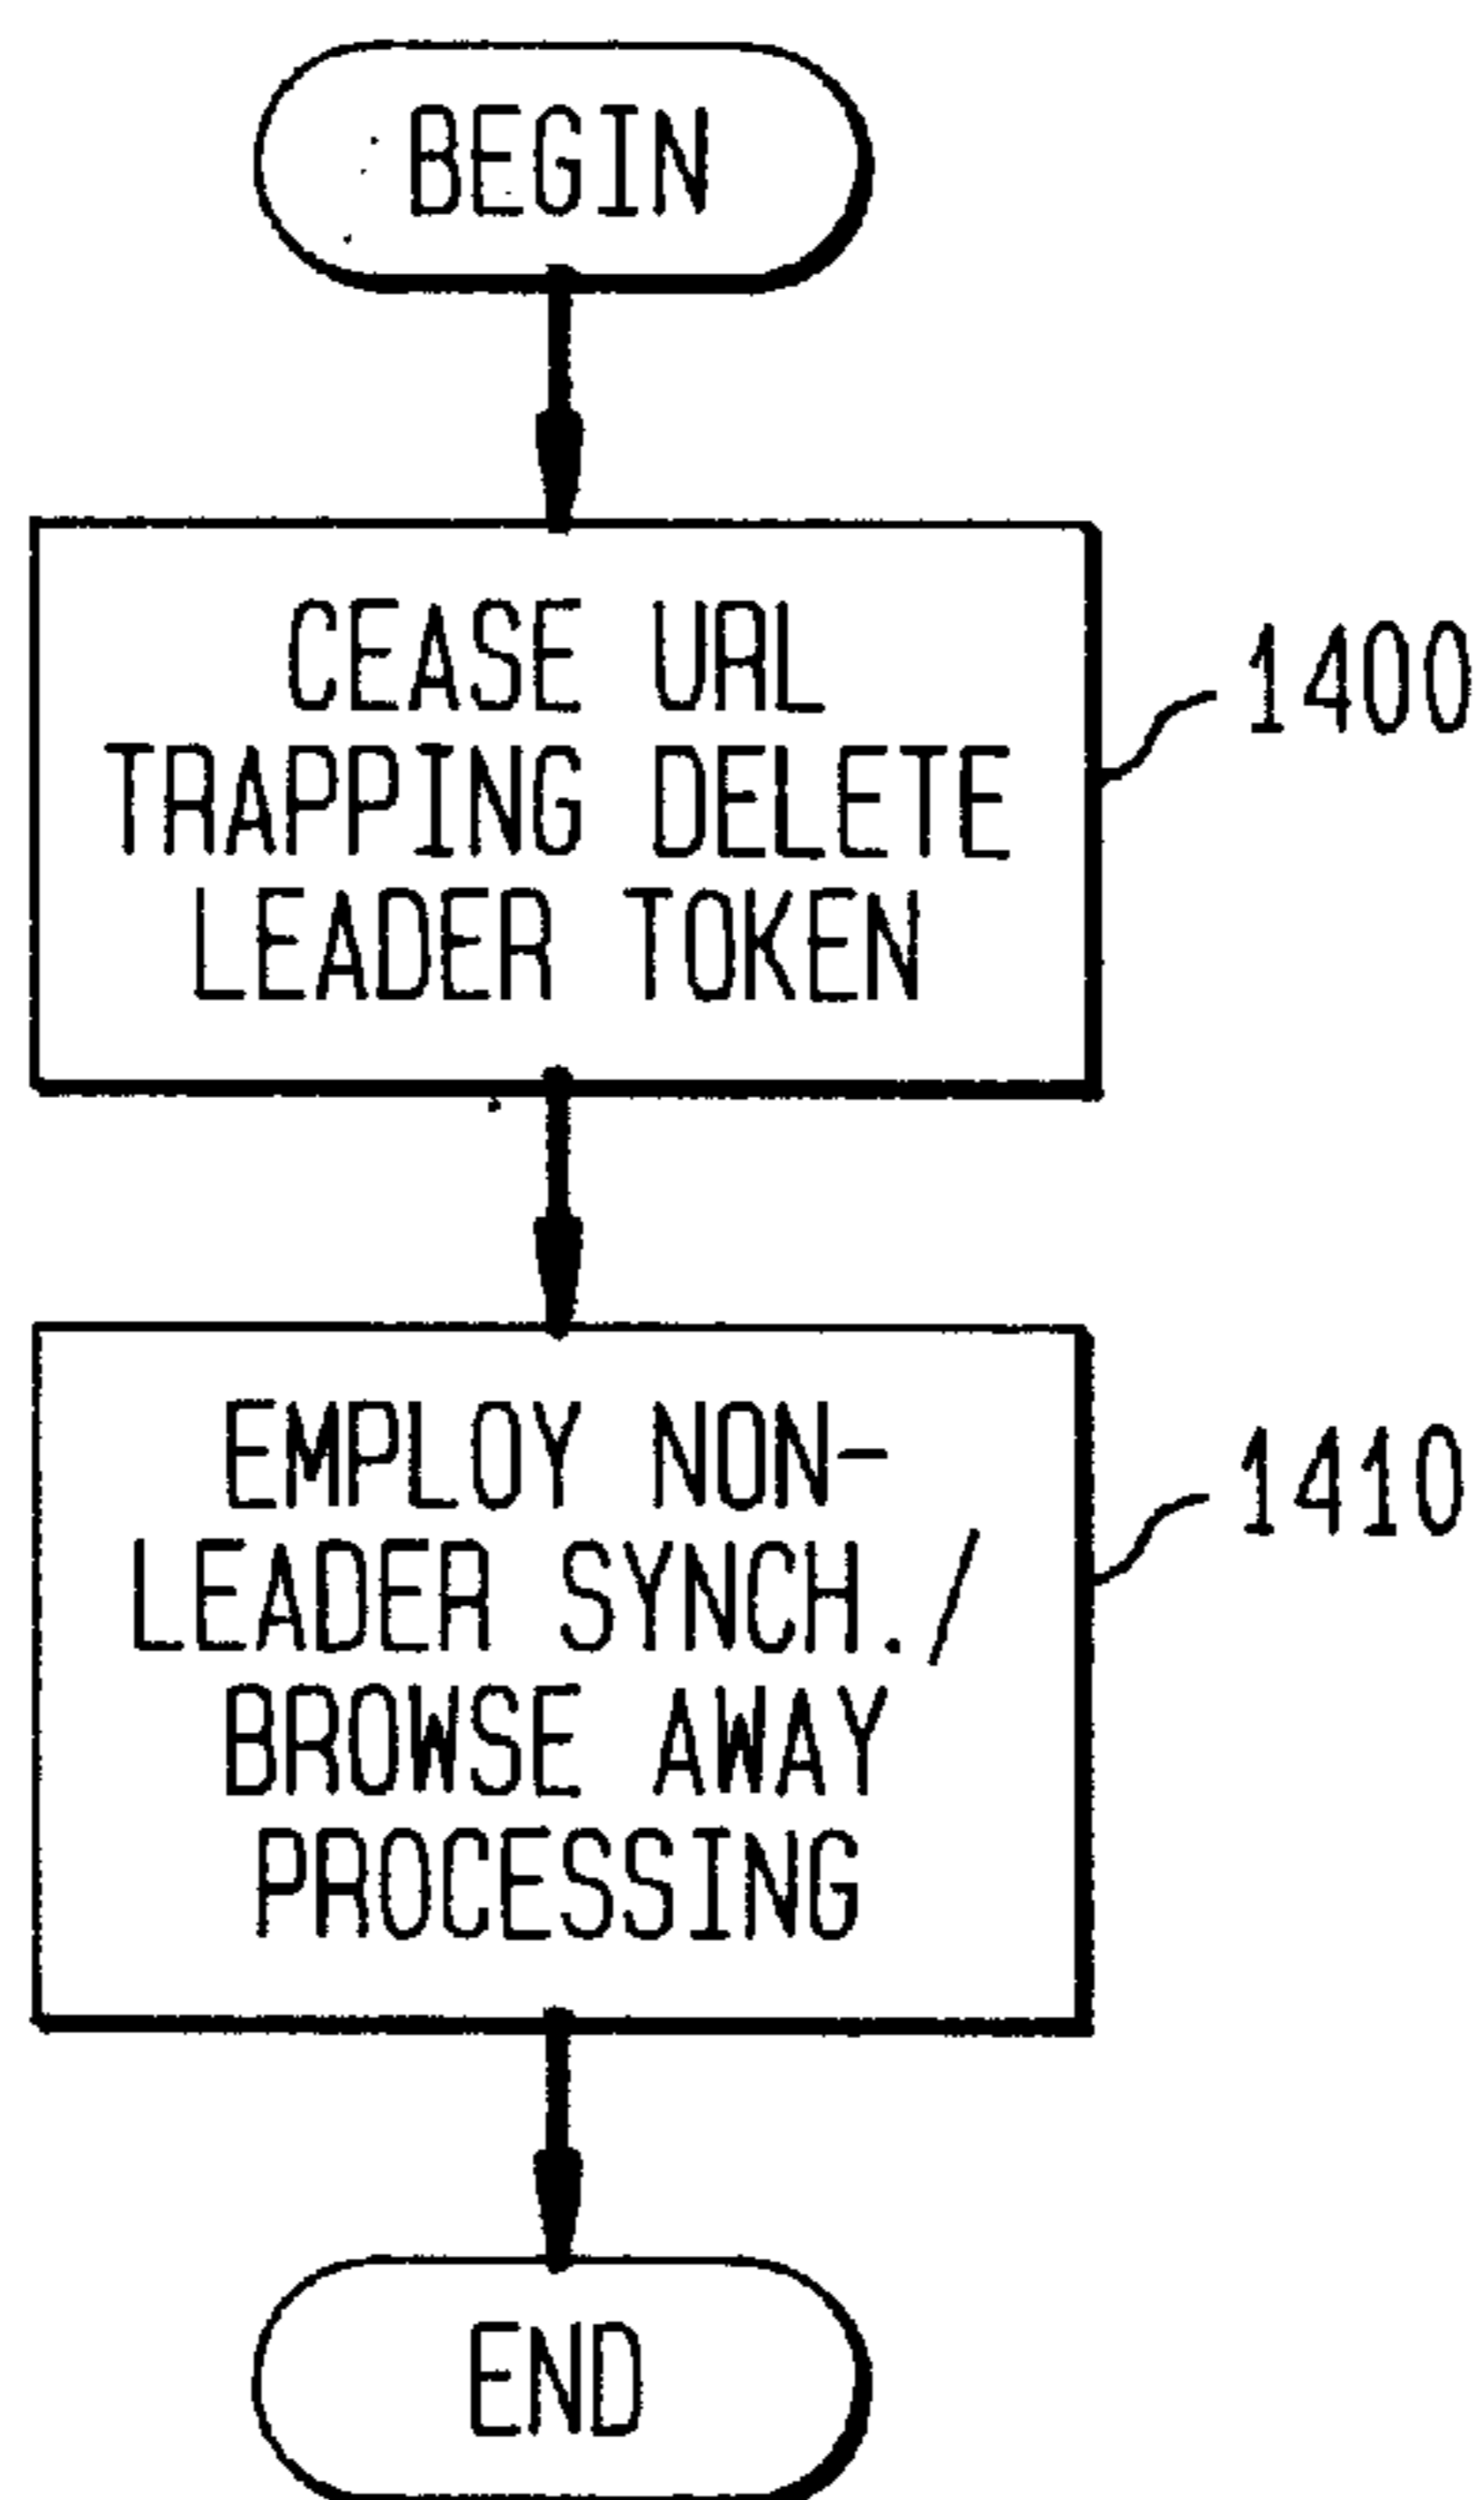 BEGIN
CEASE URL
TRAPPING DELETE
LEADER TOKEN
1400
EMPLOY NON-
LEADER SYNCH./
BROWSE AWAY
PROCESSING
1410
END